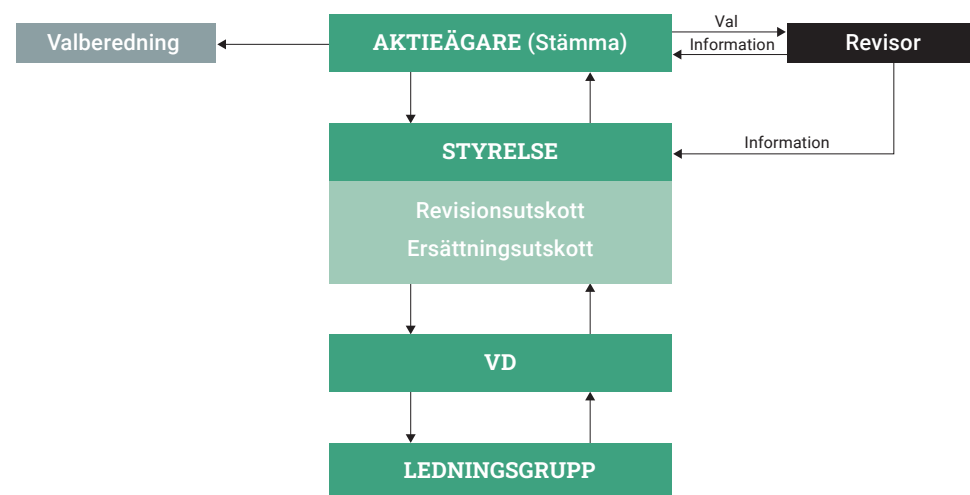 Valberedning
AKTIEÄGARE (Stämma)
Val
Information
Revisor
STYRELSE
Information
Revisionsutskott
Ersättningsutskott
VD
LEDNINGSGRUPP